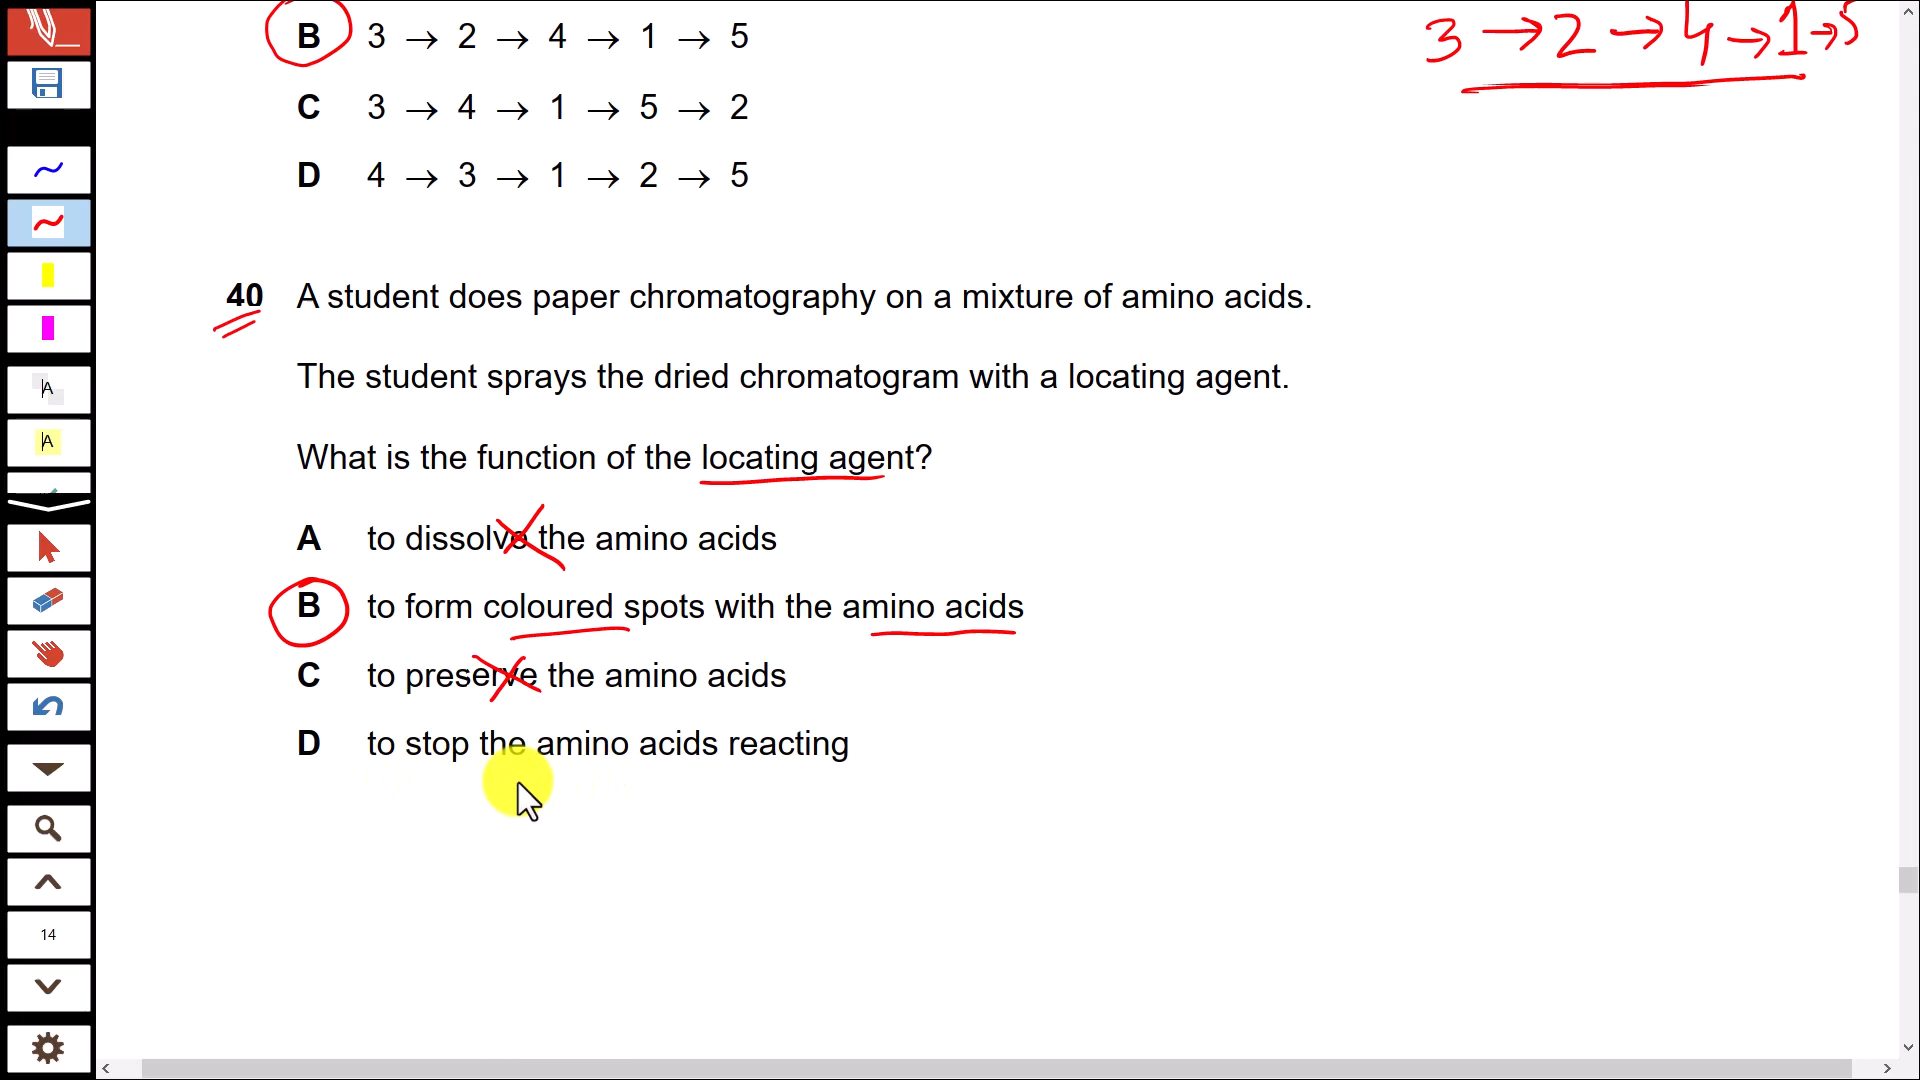 B 3 → 2 → 4 → 1 → 5
3 → 2 → 4 → 1 → 5
C 3 → 4 → 1 → 5 → 2
D 4 → 3 → 1 → 2 → 5
40 A student does paper chromatography on a mixture of amino acids.
The student sprays the dried chromatogram with a locating agent.
What is the function of the locating agent?
A to dissolve the amino acids
B to form coloured spots with the amino acids
C to preserve the amino acids
D to stop the amino acids reacting
A
A
14